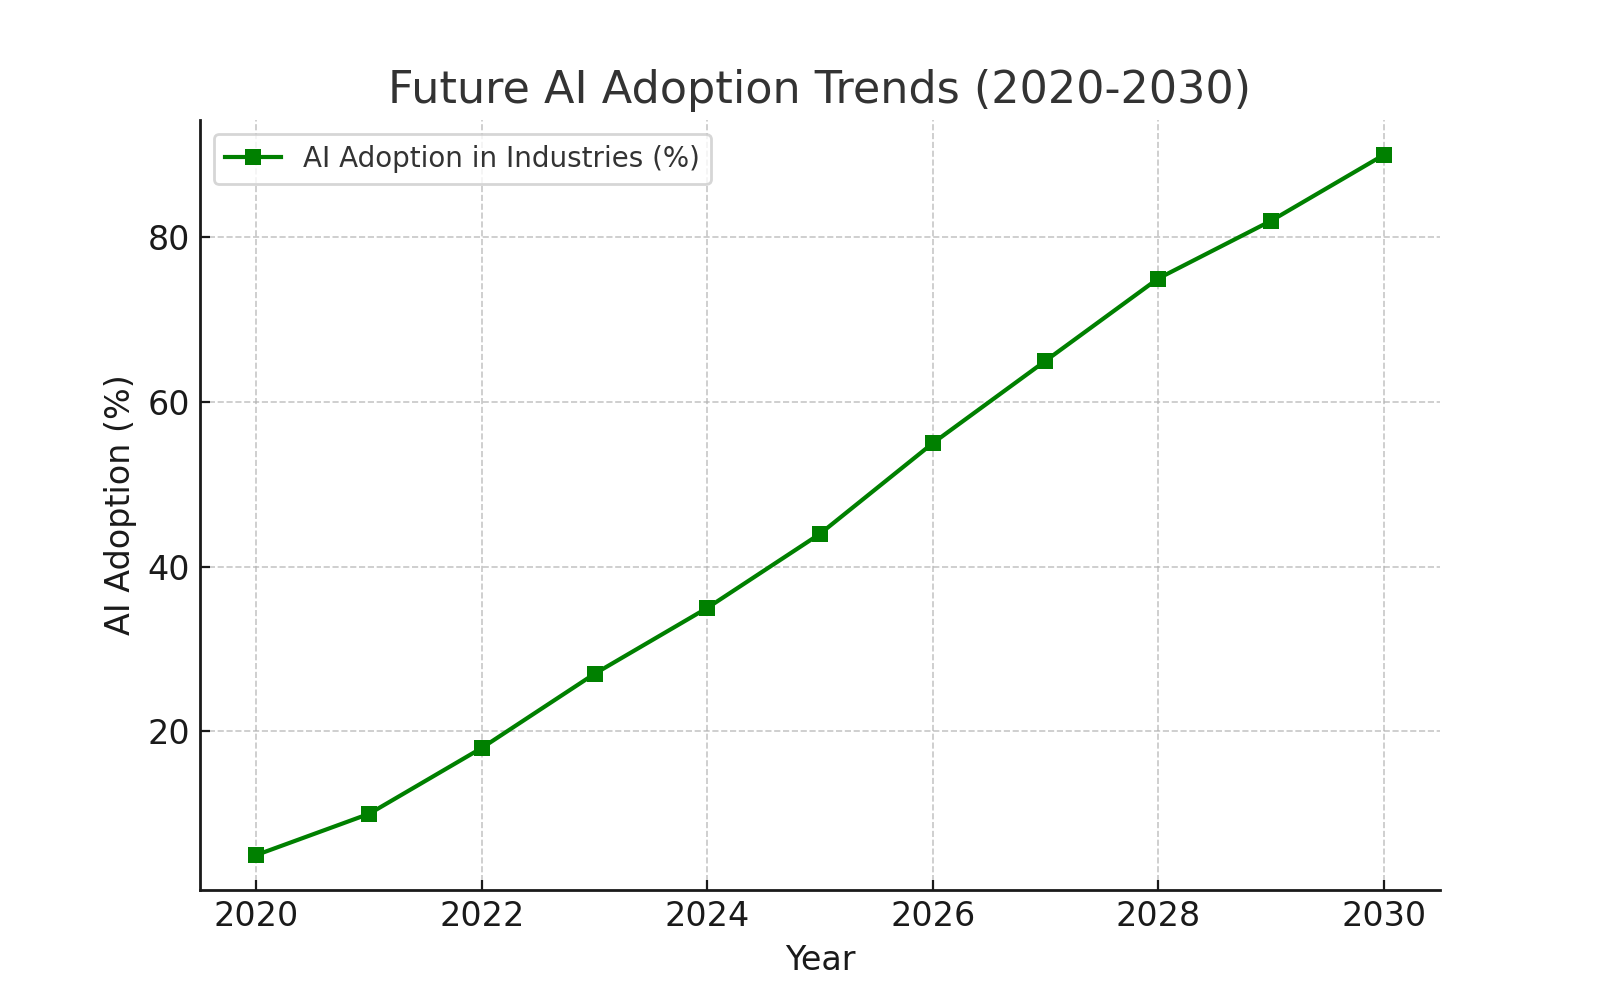 Future AI Adoption Trends (2020-2030)
AI Adoption in Industries (%)
AI Adoption (%)
80
60
40
20
2020 2022 2024 2026 2028 2030
Year